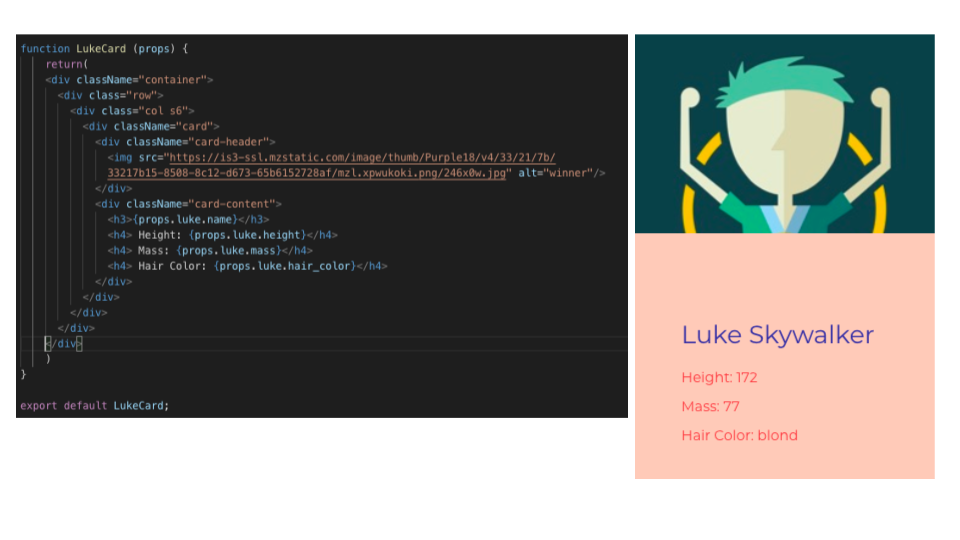 function LukeCard (props) {
return(
<div className="container">
<div class="row">
<div class="col s6">
<div className="card">
<div className="card-header">
<img src="https://is3-ssl.mzstatic.com/image/thumb/Purple18/v4/33/21/7b/
33217b15-8508-8c12-d673-65b6152728af/mzl.xpwukoki.png/246x0w.jpg" alt="winner"/>
</div>
<div className="card-content">
<h3>{props.luke.name}</h3>
<h4> Height: {props.luke.height}</h4>
<h4> Mass: {props.luke.mass}</h4>
<h4> Hair Color: {props.luke.hair_color}</h4>
</div>
</div>
</div>
</div>
</div>
)
}
export default LukeCard;
Luke Skywalker
Height: 172
Mass: 77
Hair Color: blond